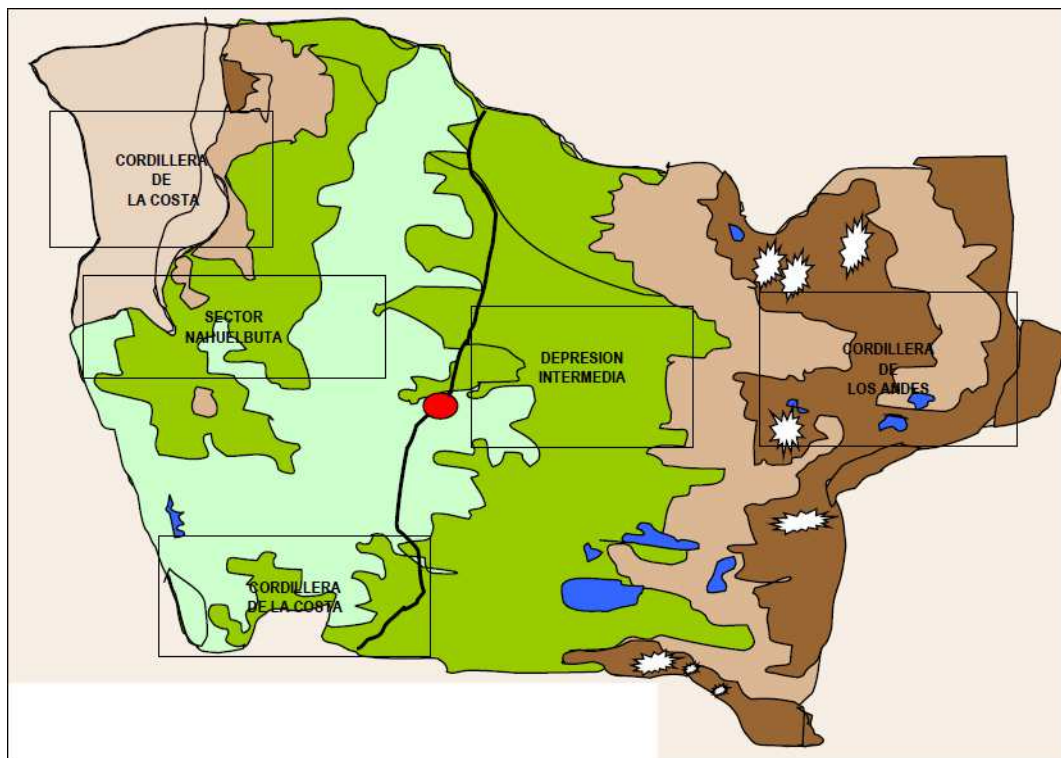 CORDILLERA
DE
LA COSTA
SECTOR
NAHUELBUTA
DEPRESION
INTERMEDIA
CORDILLERA
DE
LOS ANDES
CORDILLERA
DE LA COSTA